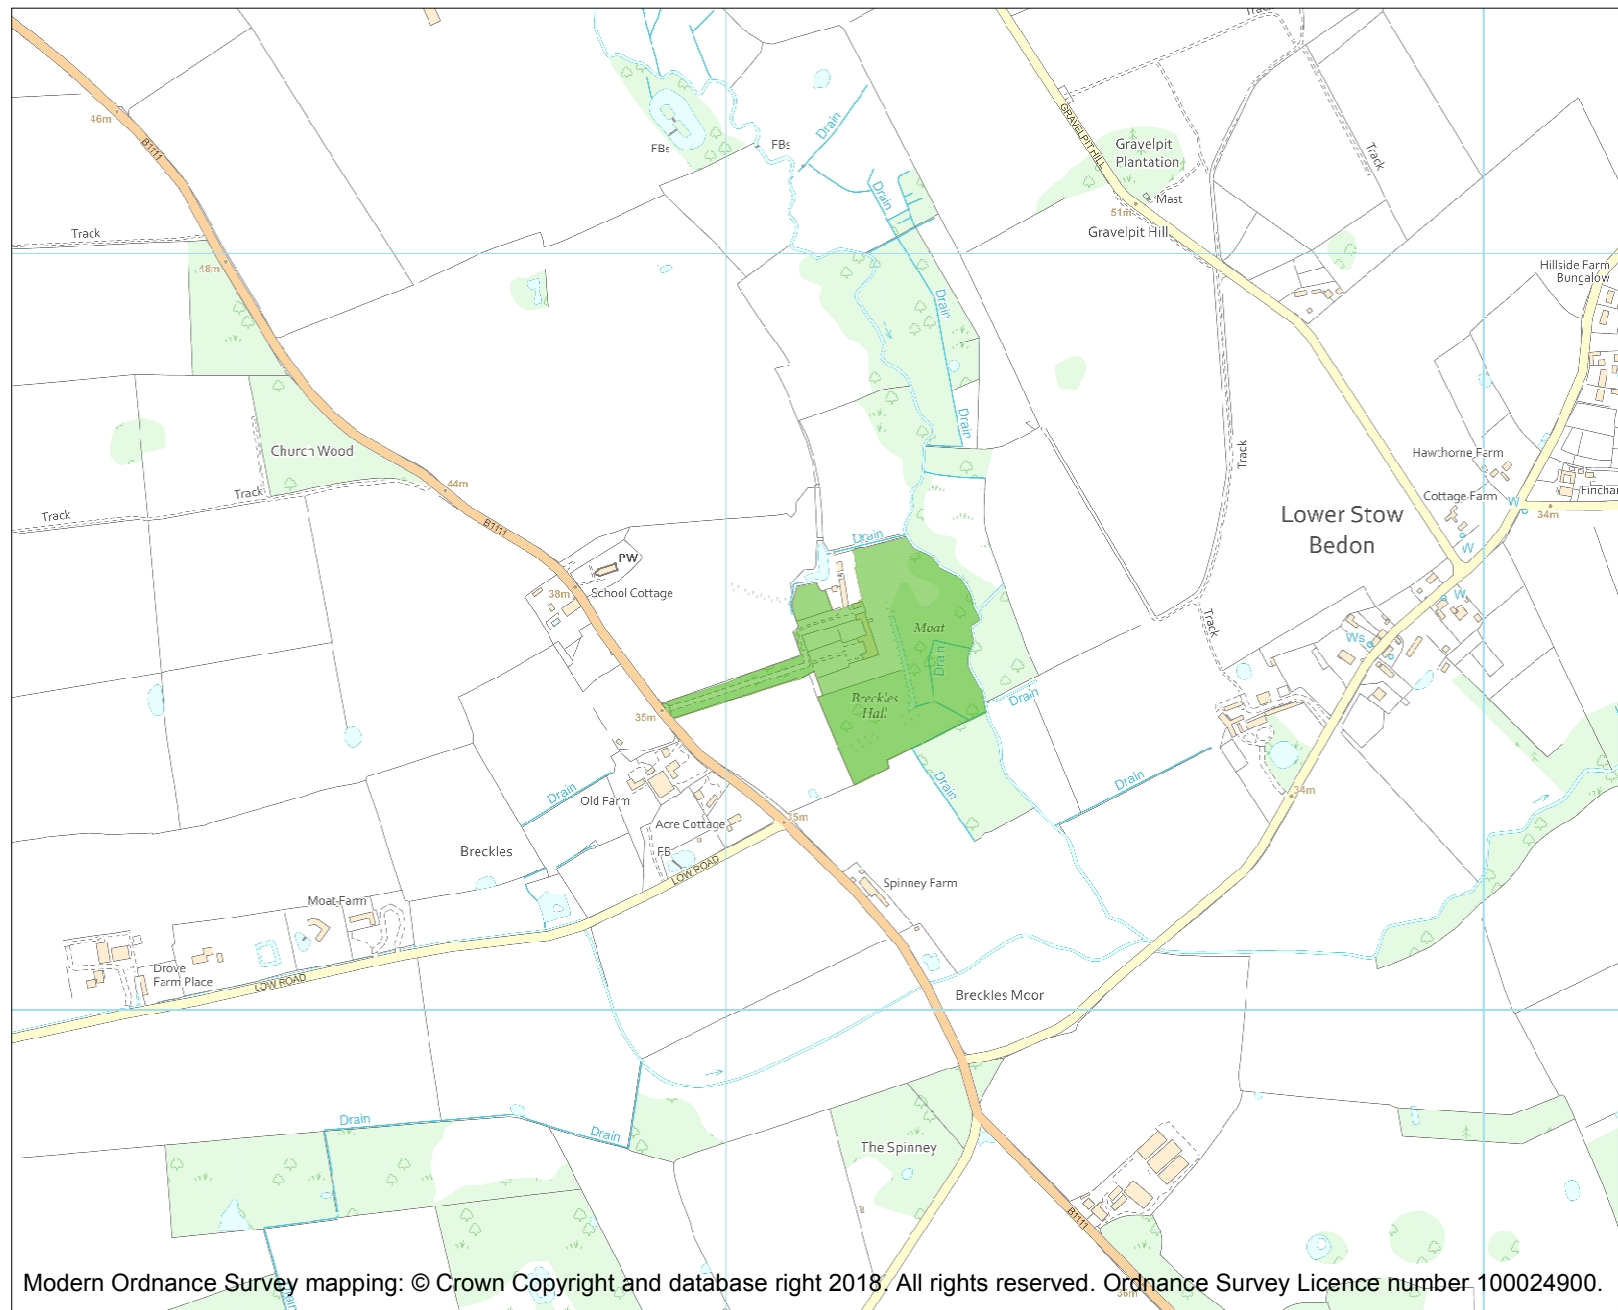 Track
46m
B1111
FBs
FBs
Drain
Drain
GRAVELPIT HILL
Gravelpit
Plantation
Track
Mast
51m
Gravelpit Hill
Track
48m
Hillside Farm
Bungalow
Drain
Drain
Church Wood
Track
Track
44m
B1111
Track
Hawthorne Farm
Cottage Farm
W
34m
Lower Stow
Bedon
W
Drain
PW
School Cottage
38m
W
Ws
Track
Moat
Drain
Breckles
Hall
Drain
35m
Drain
Old Farm
Drain
Drain
34m
Acre Cottage
35m
FB
LOW ROAD
Breckles
Spinney Farm
Moat Farm
Drove
Farm Place
LOW ROAD
Breckles Moor
Drain
Drain
The Spinney
B1111
36m
Modern Ordnance Survey mapping: © Crown Copyright and database right 2018. All rights reserved. Ordnance Survey Licence number 100024900.